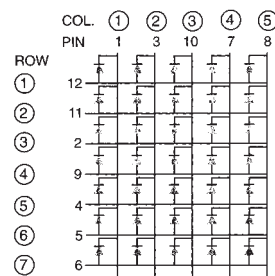 COL. ① ② ③ ④ ⑤
PIN 1 3 10 7 8
ROW
① 12
② 11
③ 2
④ 9
⑤ 4
⑥ 5
⑦ 6